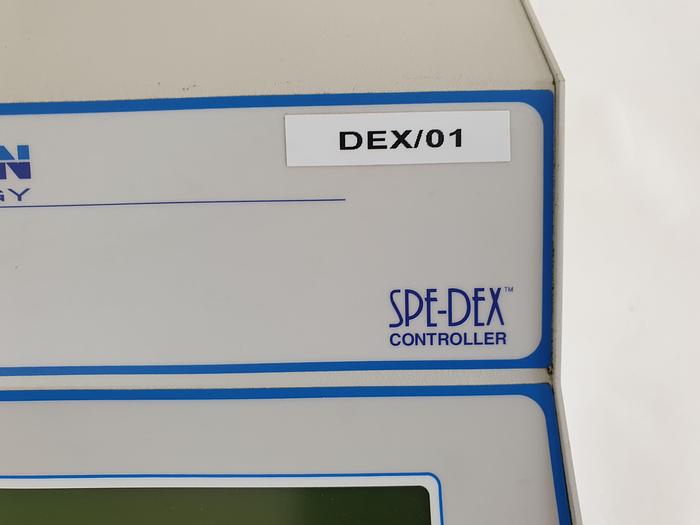 DEX/01
SPE-DEX™
CONTROLLER